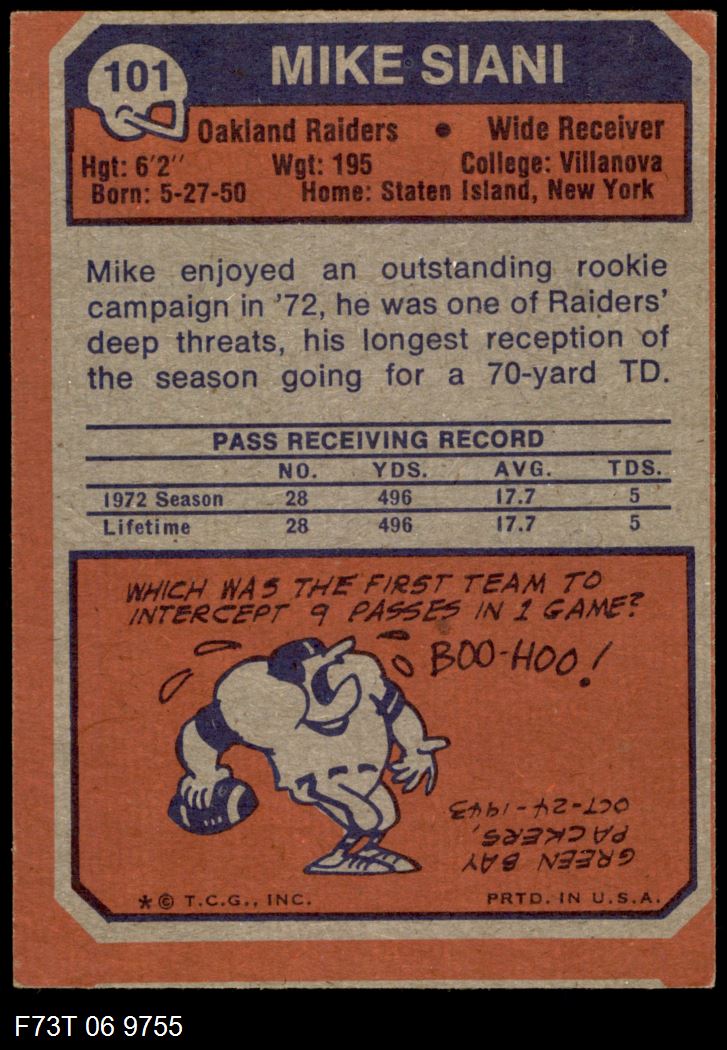 101
MIKE SIANI
Oakland Raiders • Wide Receiver
Hgt: 6'2" Wgt: 195 College: Villanova
Born: 5-27-50 Home: Staten Island, New York
Mike enjoyed an outstanding rookie
campaign in '72, he was one of Raiders'
deep threats, his longest reception of
the season going for a 70-yard TD.
PASS RECEIVING RECORD
NO. YDS. AVG. TDS.
1972 Season 28 496 17.7 5
Lifetime 28 496 17.7 5
WHICH WAS THE FIRST TEAM TO
INTERCEPT 9 PASSES IN 1 GAME?
BOO-HOO!
GREEN BAY
PACKERS,
OCT-24-1943
* © T.C.G., INC. PRTD. IN U.S.A.
F73T 06 9755